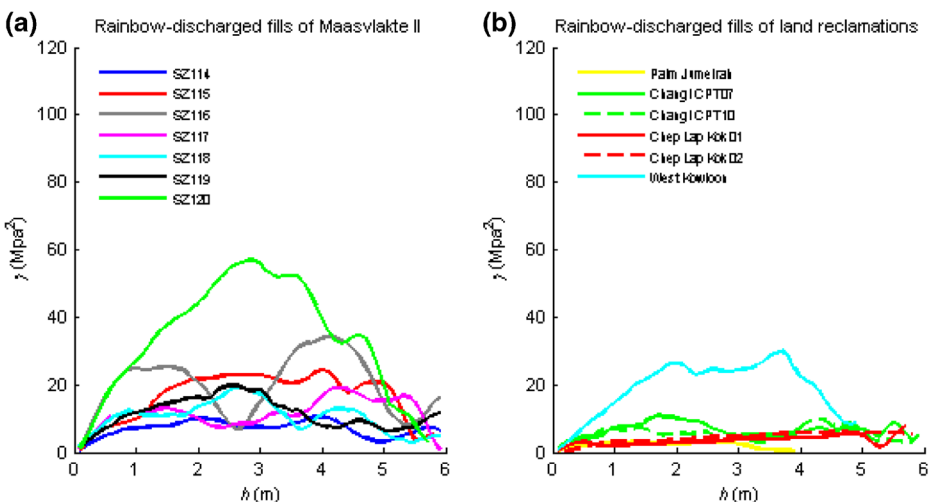 (a) Rainbow-discharged fills of Maasvlakte II
120
100
80
60
40
20
0
γ (Mpa²)
SZ114
SZ115
SZ116
SZ117
SZ118
SZ119
SZ120
0 1 2 3 4 5 6
h (m)
(b) Rainbow-discharged fills of land reclamations
120
100
80
60
40
20
0
γ (Mpa²)
Palm Jumeirah
Changi CPT07
Changi CPT10
Chep Lap Kok 01
Chep Lap Kok 02
West Kowloon
0 1 2 3 4 5 6
h (m)